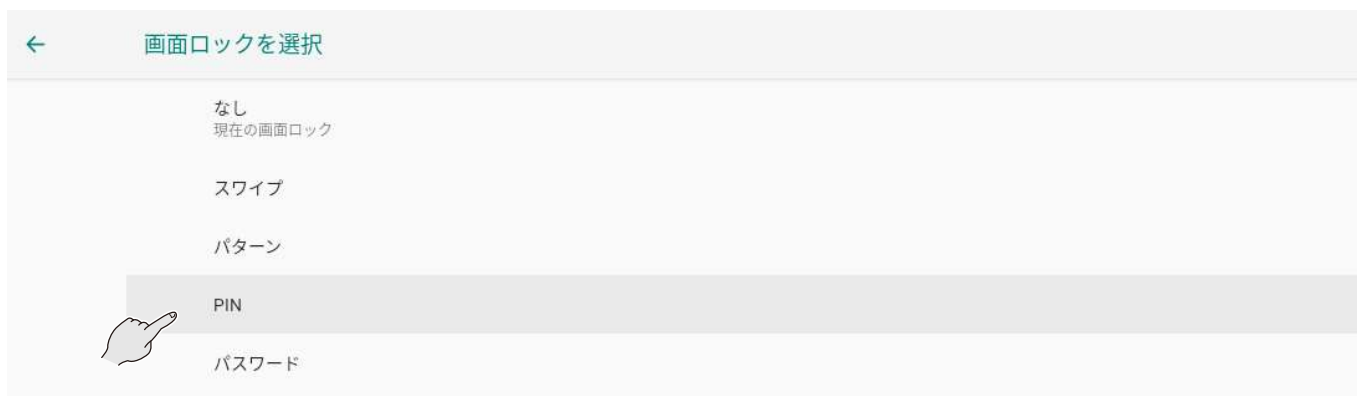 画面ロックを選択
なし
現在の画面ロック
スワイプ
パターン
PIN
パスワード